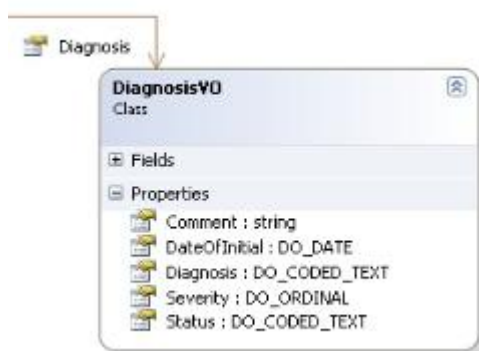 Diagnosis
DiagnosisVO
Class
Fields
Properties
Comment : string
DateOfInitial : DO_DATE
Diagnosis : DO_CODED_TEXT
Severity : DO_ORDINAL
Status : DO_CODED_TEXT